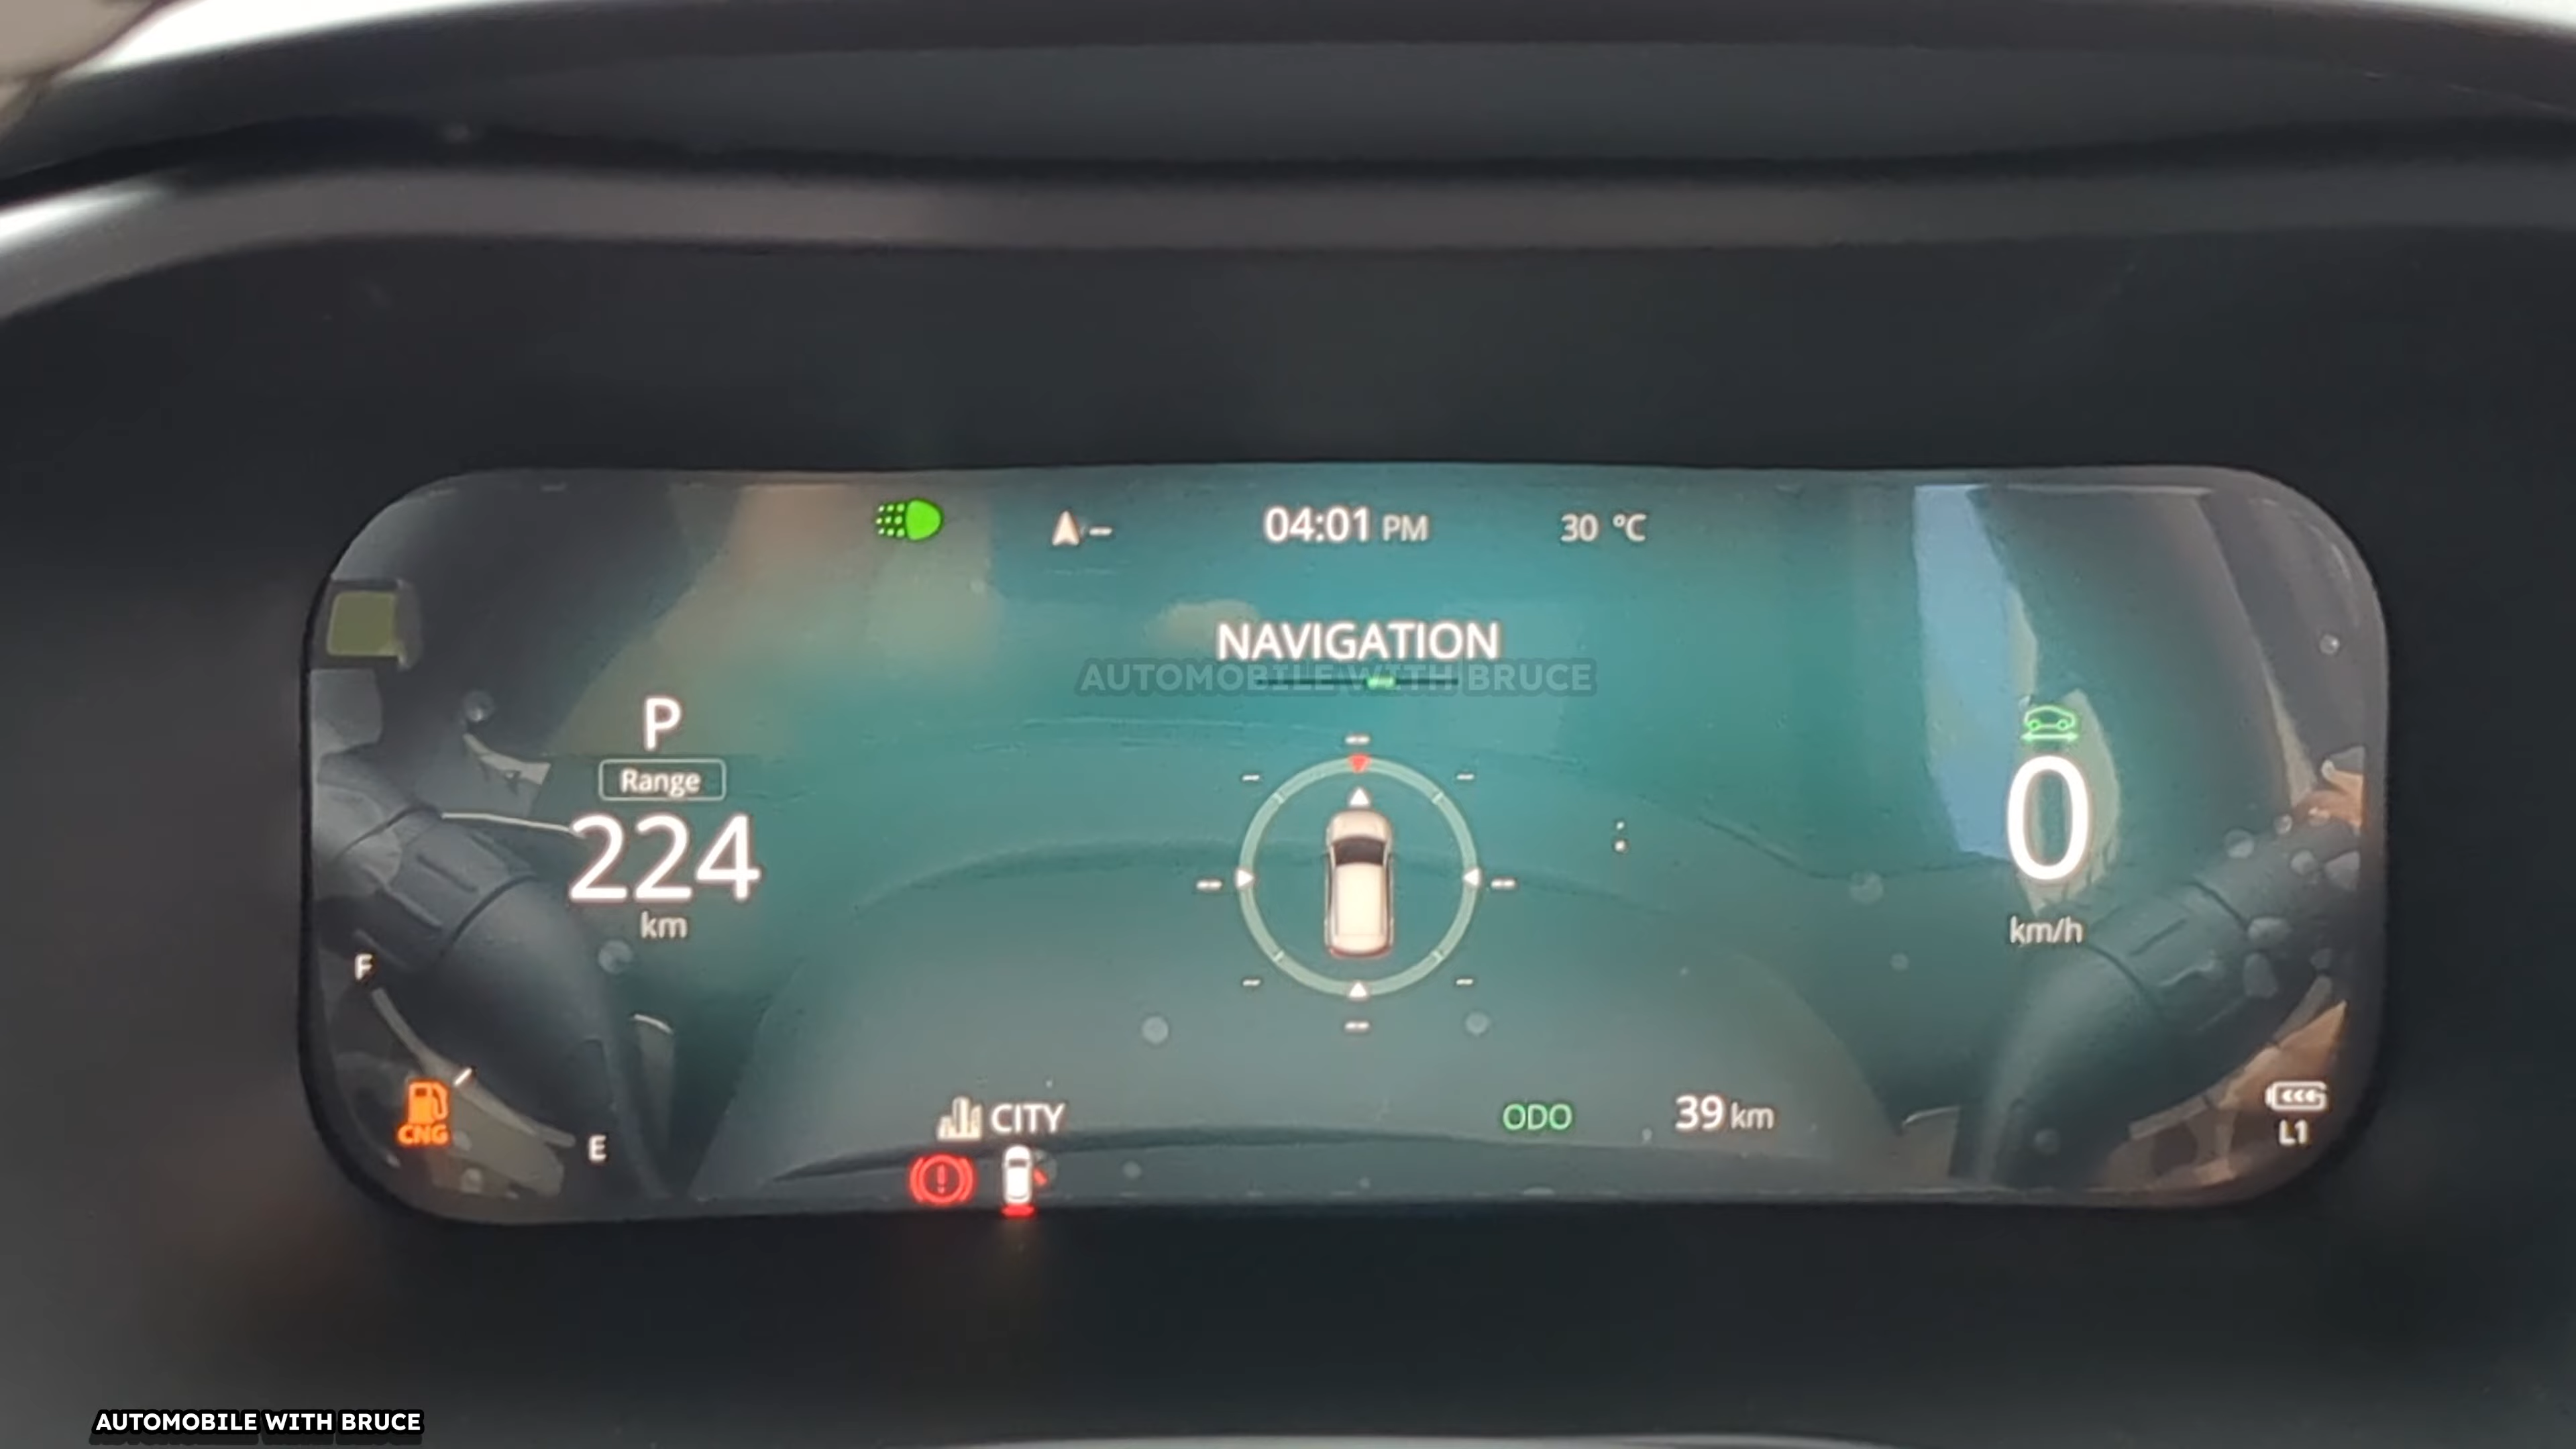 04:01 PM
30 °C
NAVIGATION
AUTOMOBILE WITH BRUCE
P
Range
224
km
0
km/h
F
E
CNG
CITY
ODO
39 km
L1
AUTOMOBILE WITH BRUCE